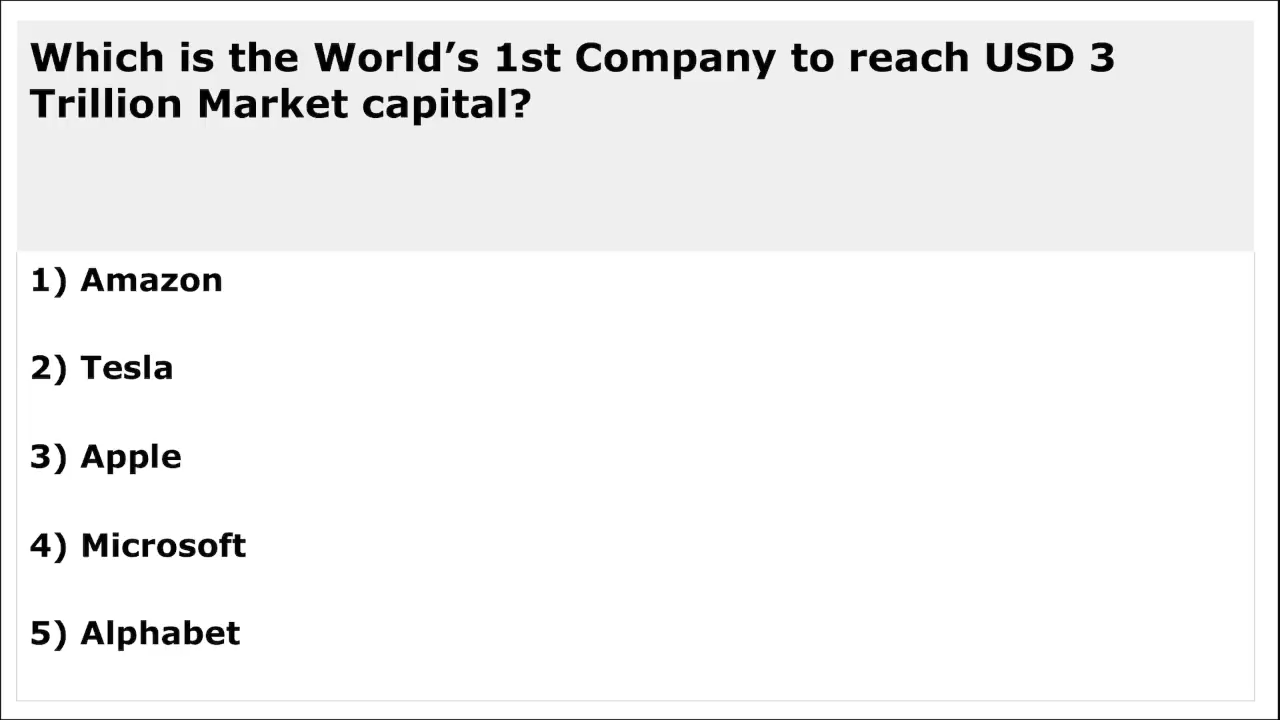 Which is the World’s 1st Company to reach USD 3
Trillion Market capital?
1) Amazon
2) Tesla
3) Apple
4) Microsoft
5) Alphabet